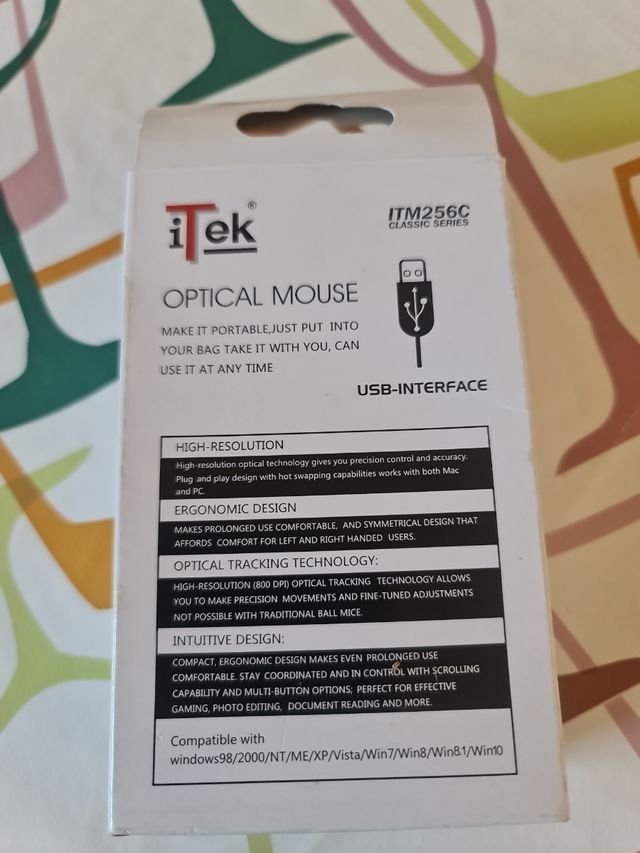 iTek®
ITM256C
CLASSIC SERIES
OPTICAL MOUSE
MAKE IT PORTABLE,JUST PUT INTO
YOUR BAG TAKE IT WITH YOU, CAN
USE IT AT ANY TIME
USB-INTERFACE
HIGH-RESOLUTION
High-resolution optical technology gives you precision control and accuracy.
Plug and play design with hot swapping capabilities works with both Mac
and PC.
ERGONOMIC DESIGN
MAKES PROLONGED USE COMFORTABLE, AND SYMMETRICAL DESIGN THAT
AFFORDS COMFORT FOR LEFT AND RIGHT HANDED USERS.
OPTICAL TRACKING TECHNOLOGY:
HIGH-RESOLUTION (800 DPI) OPTICAL TRACKING TECHNOLOGY ALLOWS
YOU TO MAKE PRECISION MOVEMENTS AND FINE-TUNED ADJUSTMENTS
NOT POSSIBLE WITH TRADITIONAL BALL MICE.
INTUITIVE DESIGN:
COMPACT, ERGONOMIC DESIGN MAKES EVEN PROLONGED USE
COMFORTABLE. STAY COORDINATED AND IN CONTROL WITH SCROLLING
CAPABILITY AND MULTI-BUTTON OPTIONS; PERFECT FOR EFFECTIVE
GAMING, PHOTO EDITING, DOCUMENT READING AND MORE.
Compatible with
windows98/2000/NT/ME/XP/Vista/Win7/Win8/Win8.1/Win10